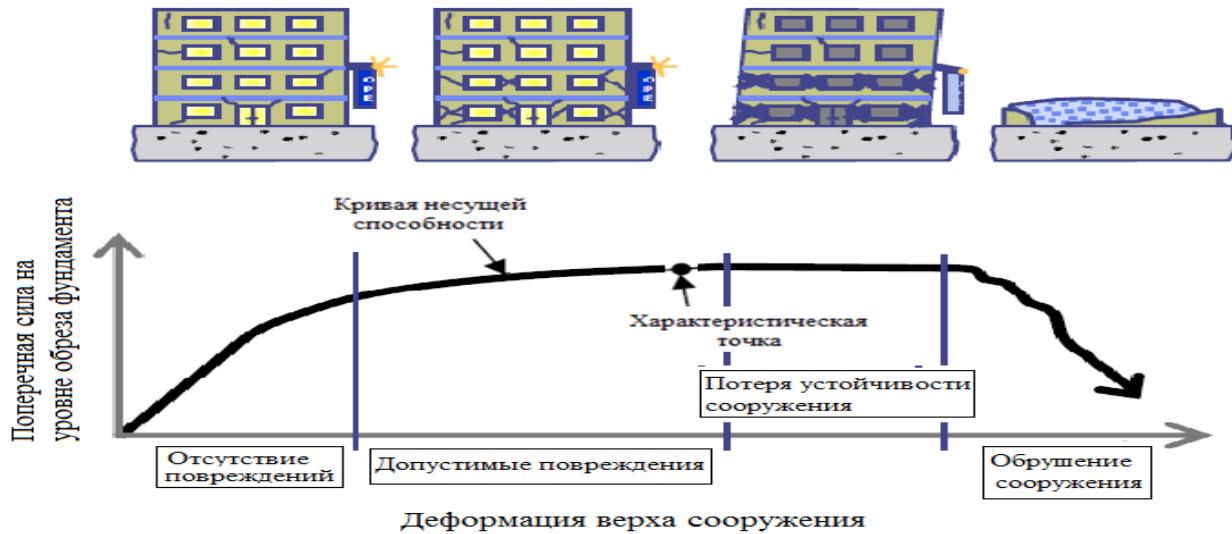 Кривая несущей
способности
Поперечная сила на
уровне обреза фундамента
Характеристическая
точка
Потеря устойчивости
сооружения
Отсутствие
повреждений
Допустимые повреждения
Обрушение
сооружения
Деформация верха сооружения